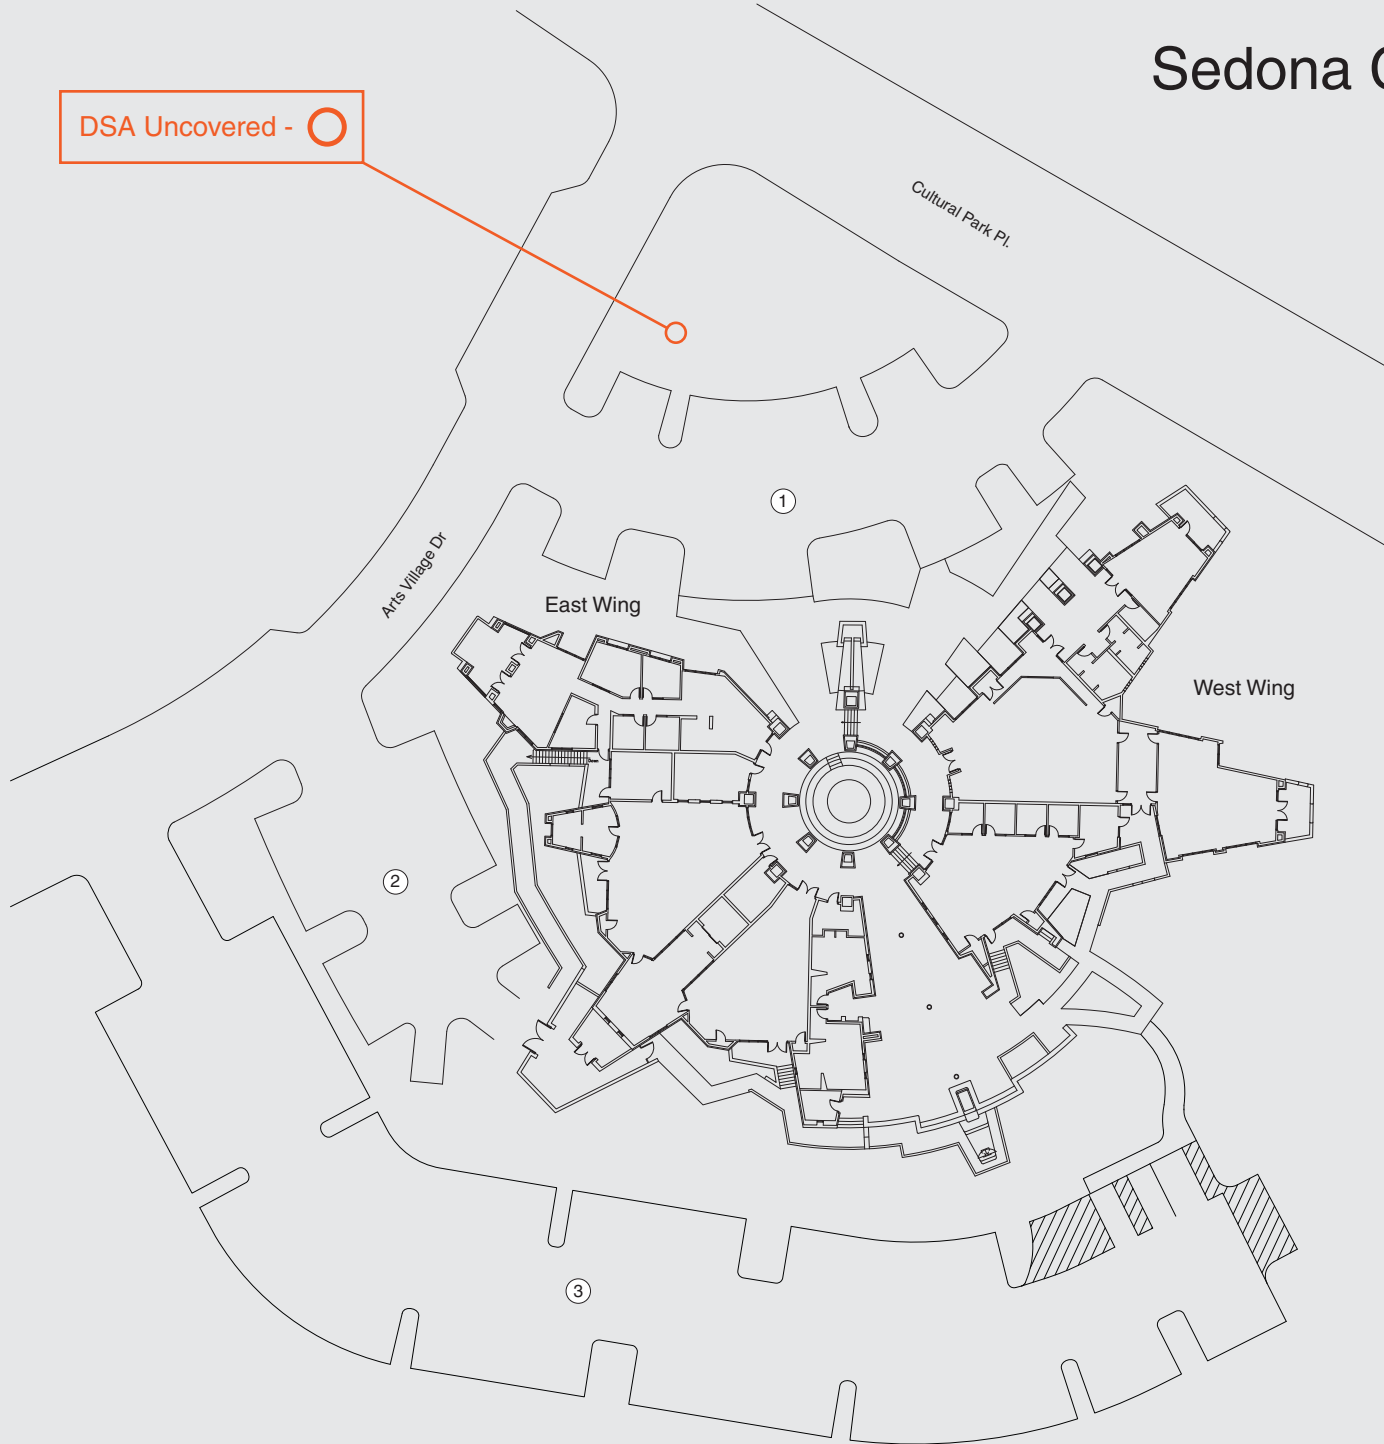 Sedona C
DSA Uncovered -
Cultural Park Pl.
1
Arts Village Dr
East Wing
West Wing
2
3